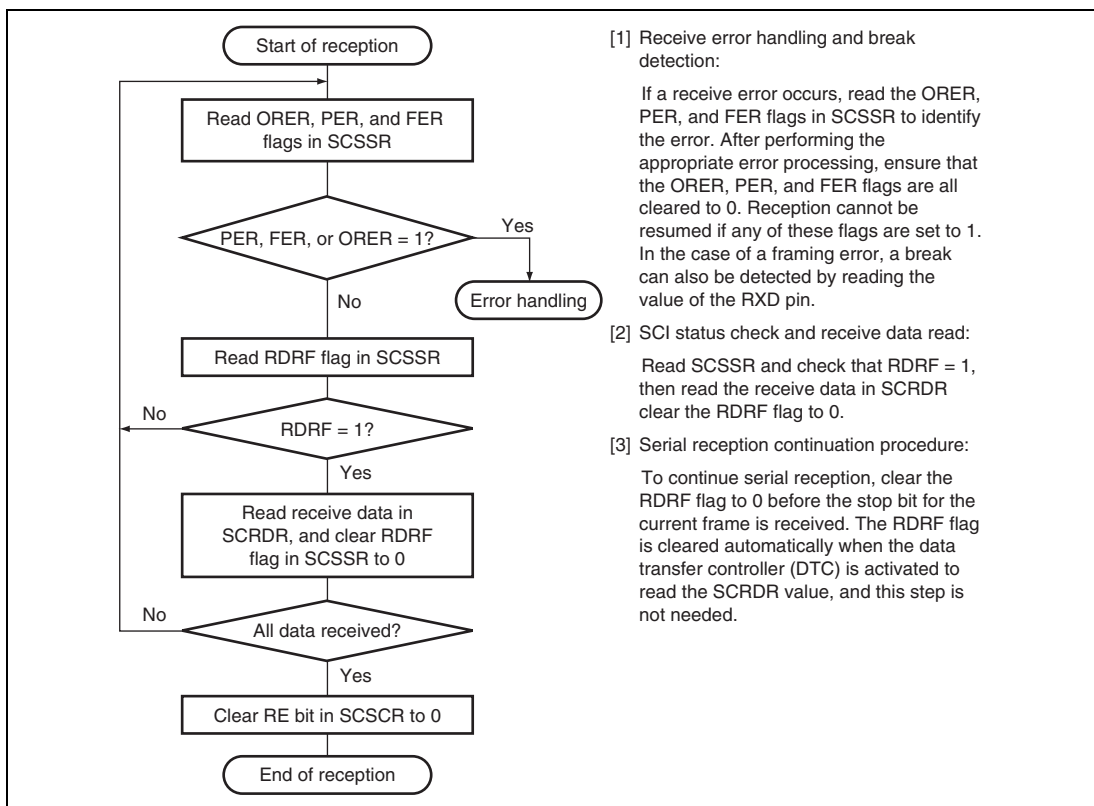 Start of reception
Read ORER, PER, and FER
flags in SCSSR
PER, FER, or ORER = 1?
Yes
Error handling
No
Read RDRF flag in SCSSR
No
RDRF = 1?
Yes
Read receive data in
SCRDR, and clear RDRF
flag in SCSSR to 0
No
All data received?
Yes
Clear RE bit in SCSCR to 0
End of reception
[1] Receive error handling and break
detection:
If a receive error occurs, read the ORER,
PER, and FER flags in SCSSR to identify
the error. After performing the
appropriate error processing, ensure that
the ORER, PER, and FER flags are all
cleared to 0. Reception cannot be
resumed if any of these flags are set to 1.
In the case of a framing error, a break
can also be detected by reading the
value of the RXD pin.
[2] SCI status check and receive data read:
Read SCSSR and check that RDRF = 1,
then read the receive data in SCRDR
clear the RDRF flag to 0.
[3] Serial reception continuation procedure:
To continue serial reception, clear the
RDRF flag to 0 before the stop bit for the
current frame is received. The RDRF flag
is cleared automatically when the data
transfer controller (DTC) is activated to
read the SCRDR value, and this step is
not needed.